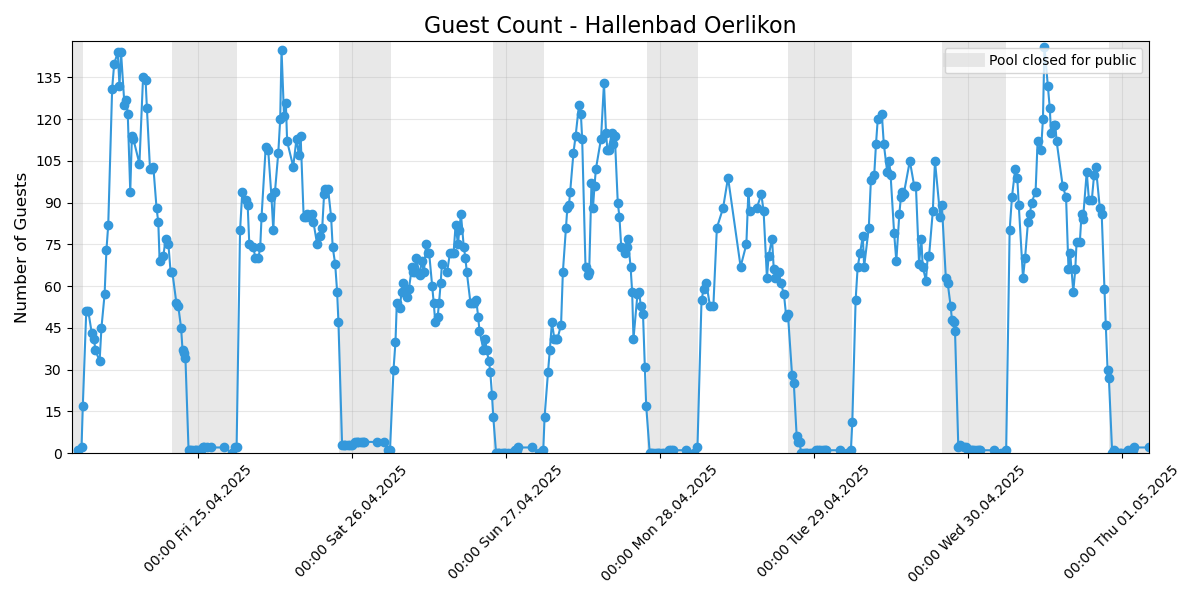 Guest Count - Hallenbad Oerlikon
Pool closed for public
Number of Guests
135
120
105
90
75
60
45
30
15
0
00:00 Fri 25.04.2025
00:00 Sat 26.04.2025
00:00 Sun 27.04.2025
00:00 Mon 28.04.2025
00:00 Tue 29.04.2025
00:00 Wed 30.04.2025
00:00 Thu 01.05.2025